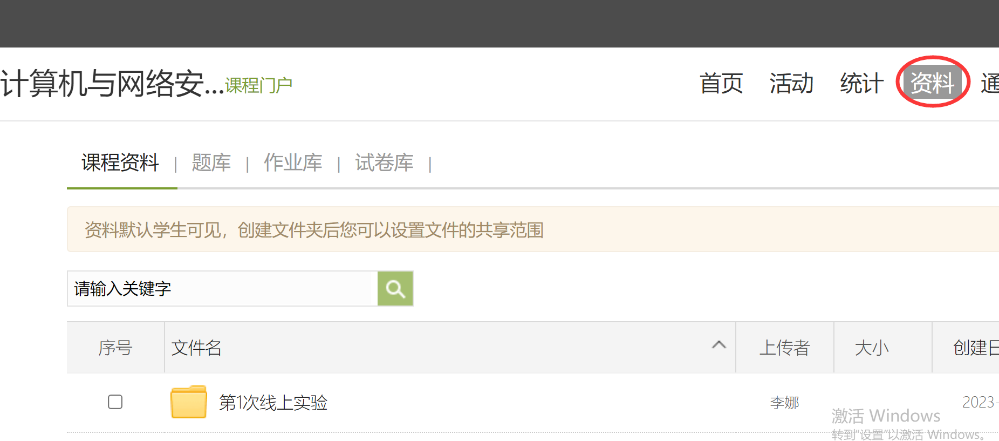 计算机与网络安...课程门户 首页 活动 统计 资料 通
课程资料 | 题库 | 作业库 | 试卷库 |
资料默认学生可见，创建文件夹后您可以设置文件的共享范围
请输入关键字
序号 文件名 上传者 大小 创建日
第1次线上实验 李娜 2023-
激活 Windows
转到“设置”以激活 Windows。